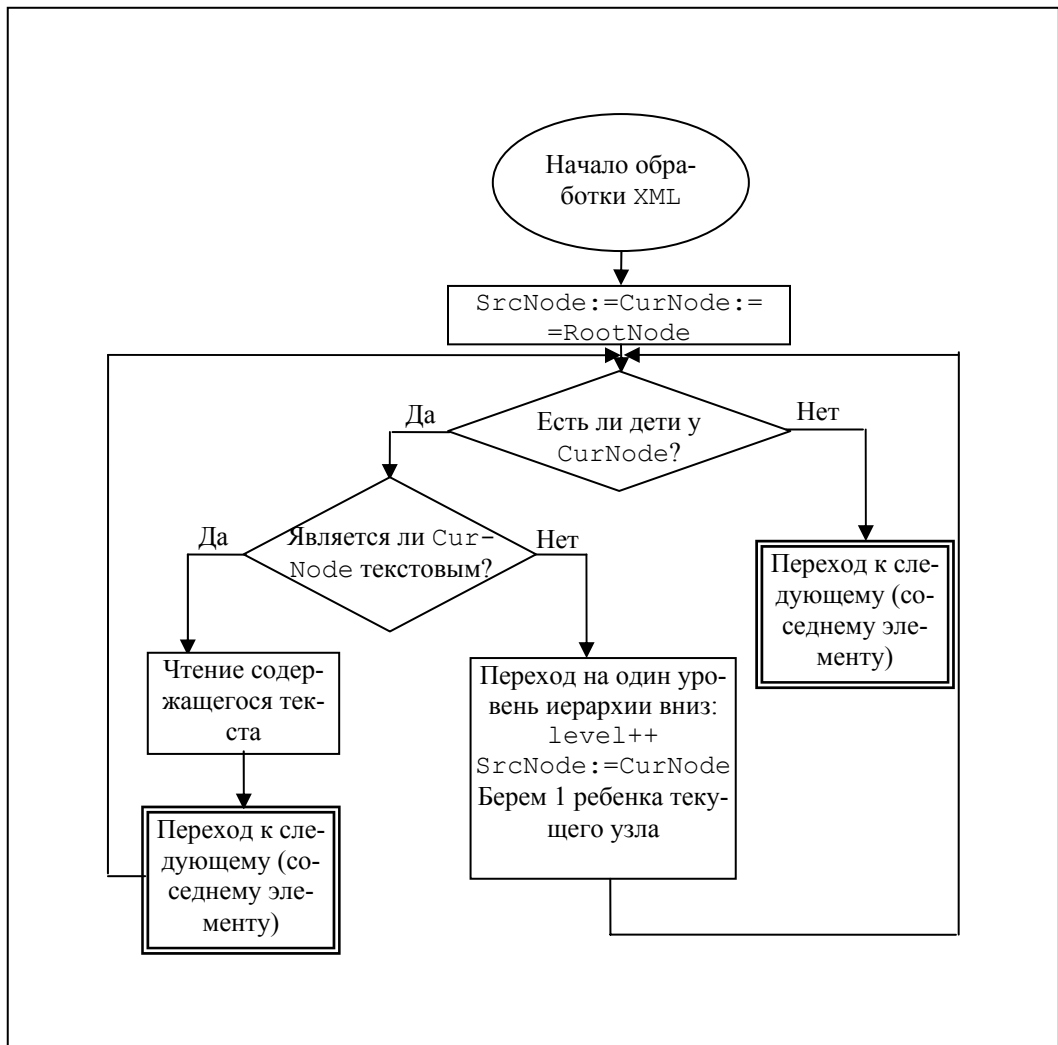 Начало обра-
ботки XML
SrcNode:=CurNode:=
=RootNode
Есть ли дети у
CurNode?
Да
Нет
Является ли Cur-
Node текстовым?
Да
Нет
Переход к сле-
дующему (со-
седнему эле-
менту)
Чтение содер-
жащегося тек-
ста
Переход на один уро-
вень иерархии вниз:
level++
SrcNode:=CurNode
Берем 1 ребенка теку-
щего узла
Переход к сле-
дующему (со-
седнему эле-
менту)